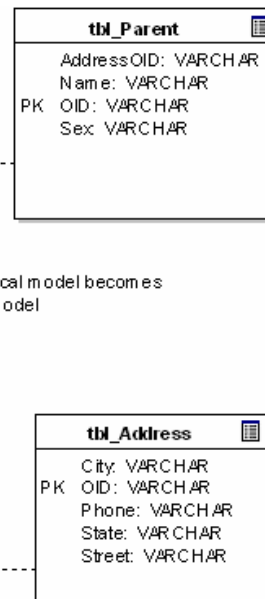 tbl_Parent
AddressOID: VARCHAR
Name: VARCHAR
PK OID: VARCHAR
Sex: VARCHAR
cal model becomes
odel
tbl_Address
City: VARCHAR
PK OID: VARCHAR
Phone: VARCHAR
State: VARCHAR
Street: VARCHAR